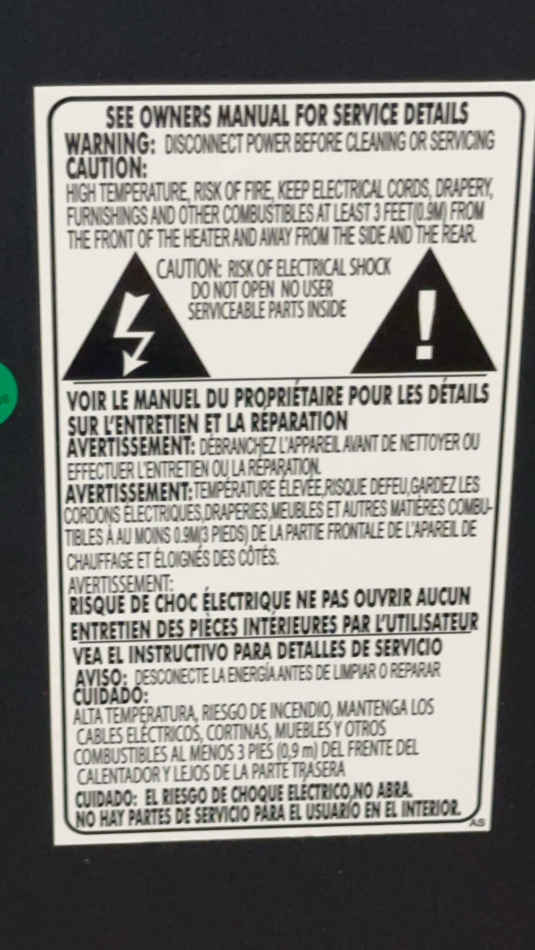 SEE OWNERS MANUAL FOR SERVICE DETAILS
WARNING: DISCONNECT POWER BEFORE CLEANING OR SERVICING
CAUTION:
HIGH TEMPERATURE, RISK OF FIRE, KEEP ELECTRICAL CORDS, DRAPERY,
FURNISHINGS AND OTHER COMBUSTIBLES AT LEAST 3 FEET(0.9M) FROM
THE FRONT OF THE HEATER AND AWAY FROM THE SIDE AND THE REAR.
CAUTION: RISK OF ELECTRICAL SHOCK
DO NOT OPEN NO USER
SERVICEABLE PARTS INSIDE
VOIR LE MANUEL DU PROPRIÉTAIRE POUR LES DÉTAILS
SUR L'ENTRETIEN ET LA RÉPARATION
AVERTISSEMENT: DÉBRANCHEZ L'APPAREIL AVANT DE NETTOYER OU
EFFECTUER L'ENTRETIEN OU LA RÉPARATION.
AVERTISSEMENT:TEMPÉRATURE ÉLEVÉE,RISQUE DEFEU,GARDEZ LES
CORDONS ÉLECTRIQUES,DRAPERIES,MEUBLES ET AUTRES MATIÈRES COMBU-
TIBLES À AU MOINS 0.9M(3 PIEDS) DE LA PARTIE FRONTALE DE L'APAREIL DE
CHAUFFAGE ET ÉLOIGNÉS DES CÔTÉS.
AVERTISSEMENT:
RISQUE DE CHOC ÉLECTRIQUE NE PAS OUVRIR AUCUN
ENTRETIEN DES PIÈCES INTÉRIEURES PAR L'UTILISATEUR
VEA EL INSTRUCTIVO PARA DETALLES DE SERVICIO
AVISO: DESCONECTE LA ENERGÍA ANTES DE LIMPIAR O REPARAR
CUIDADO:
ALTA TEMPERATURA, RIESGO DE INCENDIO, MANTENGA LOS
CABLES ELÉCTRICOS, CORTINAS, MUEBLES Y OTROS
COMBUSTIBLES AL MENOS 3 PIES (0,9 m) DEL FRENTE DEL
CALENTADOR Y LEJOS DE LA PARTE TRASERA
CUIDADO: EL RIESGO DE CHOQUE ELÉCTRICO,NO ABRA.
NO HAY PARTES DE SERVICIO PARA EL USUARIO EN EL INTERIOR.
AS